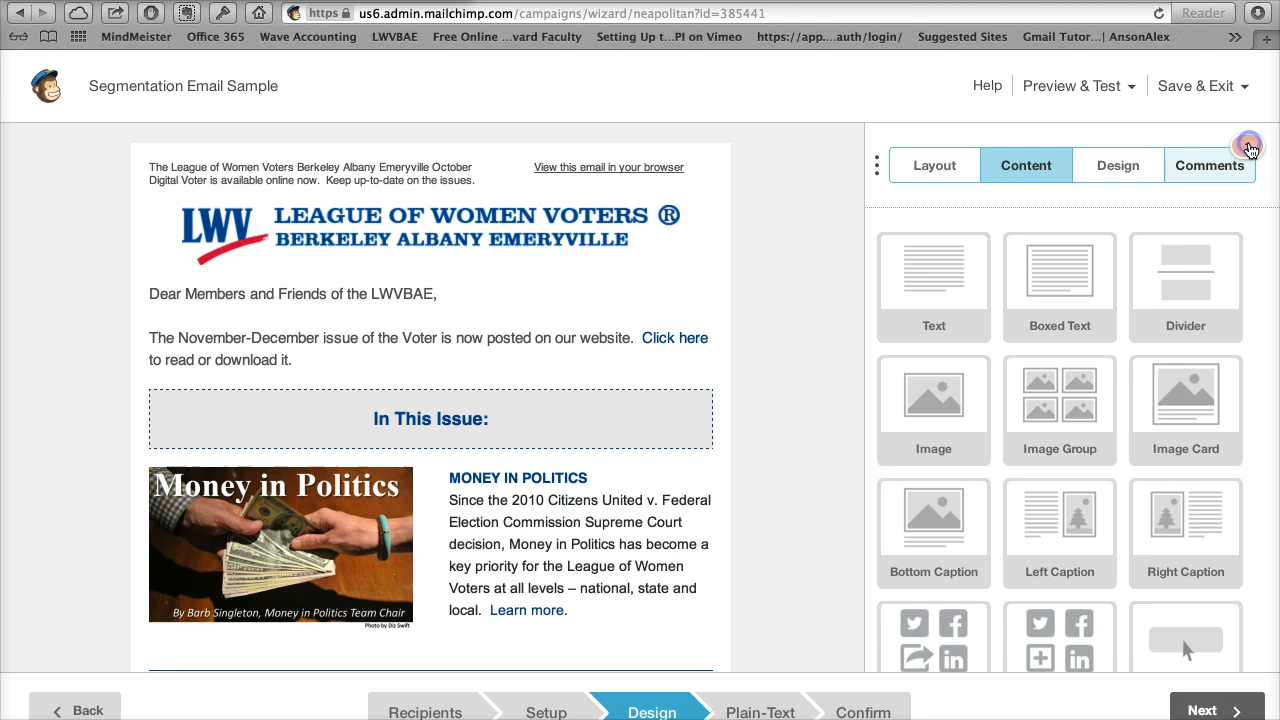 https us6.admin.mailchimp.com/campaigns/wizard/neapolitan?id=385441
Reader
MindMeister Office 365 Wave Accounting LWVBAE Free Online ...vard Faculty Setting Up t...PI on Vimeo https://app....auth/login/ Suggested Sites Gmail Tutor...| AnsonAlex
Segmentation Email Sample
Help Preview & Test Save & Exit
Layout Content Design Comments
The League of Women Voters Berkeley Albany Emeryville October
Digital Voter is available online now. Keep up-to-date on the issues.
View this email in your browser
LWV LEAGUE OF WOMEN VOTERS ®
BERKELEY ALBANY EMERYVILLE
Dear Members and Friends of the LWVBAE,
The November-December issue of the Voter is now posted on our website. Click here
to read or download it.
In This Issue:
Money in Politics
By Barb Singleton, Money in Politics Team Chair
Photo by Diz Swift
MONEY IN POLITICS
Since the 2010 Citizens United v. Federal
Election Commission Supreme Court
decision, Money in Politics has become a
key priority for the League of Women
Voters at all levels – national, state and
local. Learn more.
Text Boxed Text Divider
Image Image Group Image Card
Bottom Caption Left Caption Right Caption
Back
Recipients Setup Design Plain-Text Confirm
Next